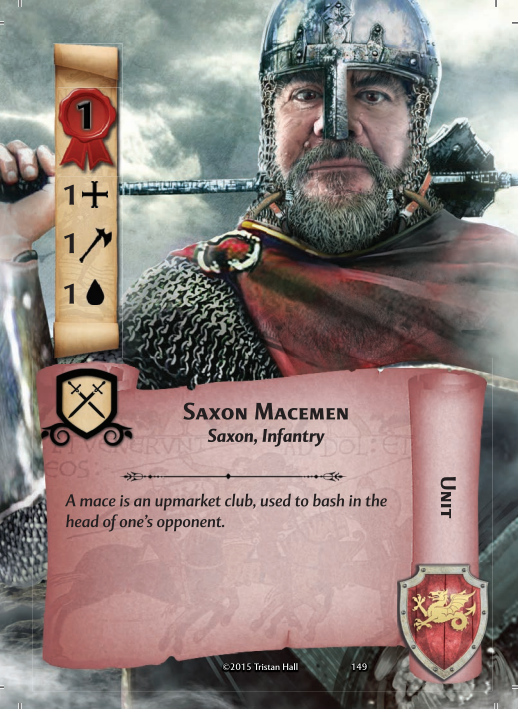 1
1
1
1
Saxon Macemen
Saxon, Infantry
A mace is an upmarket club, used to bash in the
head of one's opponent.
Unit
©2015 Tristan Hall
149